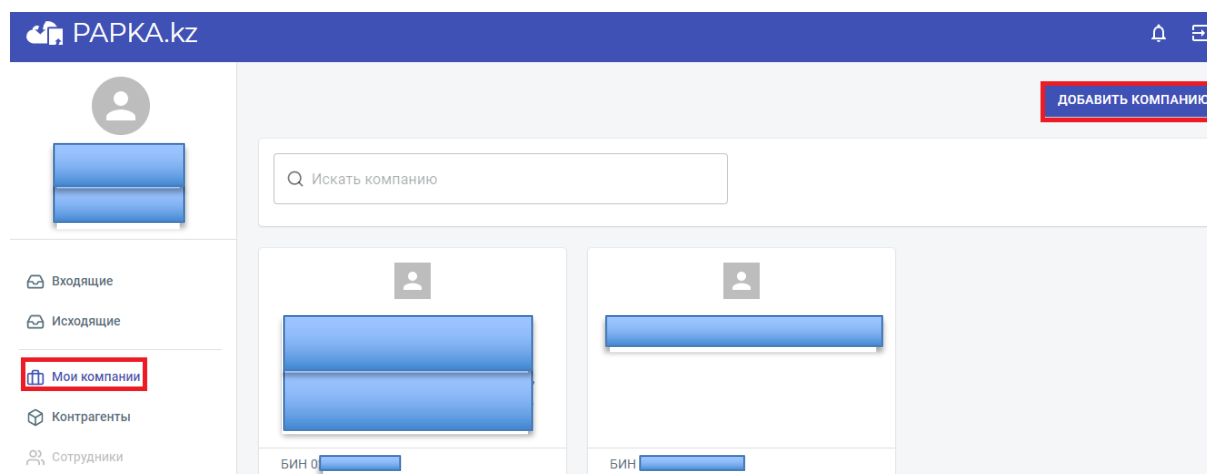 PAPKA.kz
ДОБАВИТЬ КОМПАНИЮ
Искать компанию
Входящие
Исходящие
Мои компании
Контрагенты
Сотрудники
БИН 0
БИН